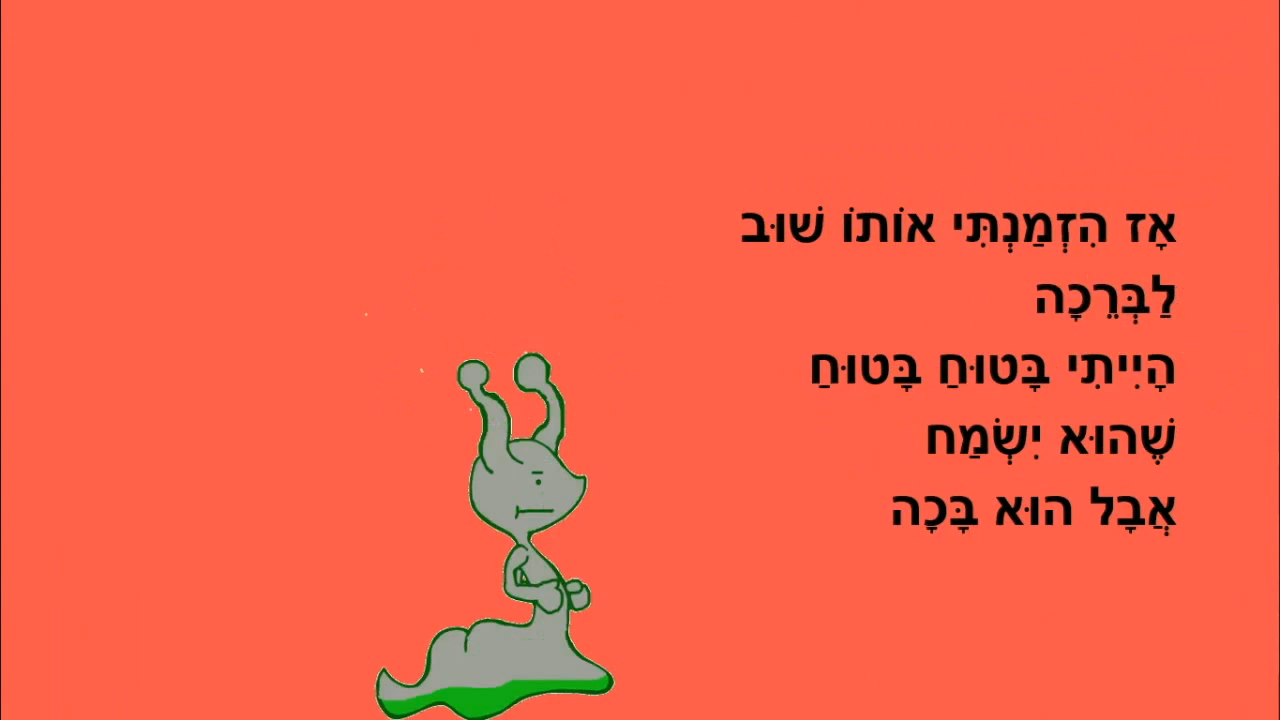 אָז הִזְמַנְתִּי אוֹתוֹ שׁוּב
לַבְּרֵכָה
הָיִיתִי בָּטוּחַ בָּטוּחַ
שֶׁהוּא יִשְׂמַח
אֲבָל הוּא בָּכָה